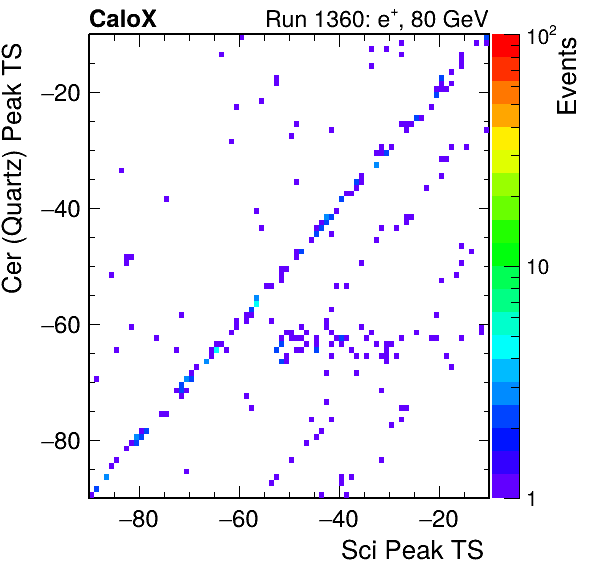 CaloX Run 1360: e⁺, 80 GeV
Cer (Quartz) Peak TS
−20
−40
−60
−80
−80 −60 −40 −20
Sci Peak TS
10²
10
1
Events